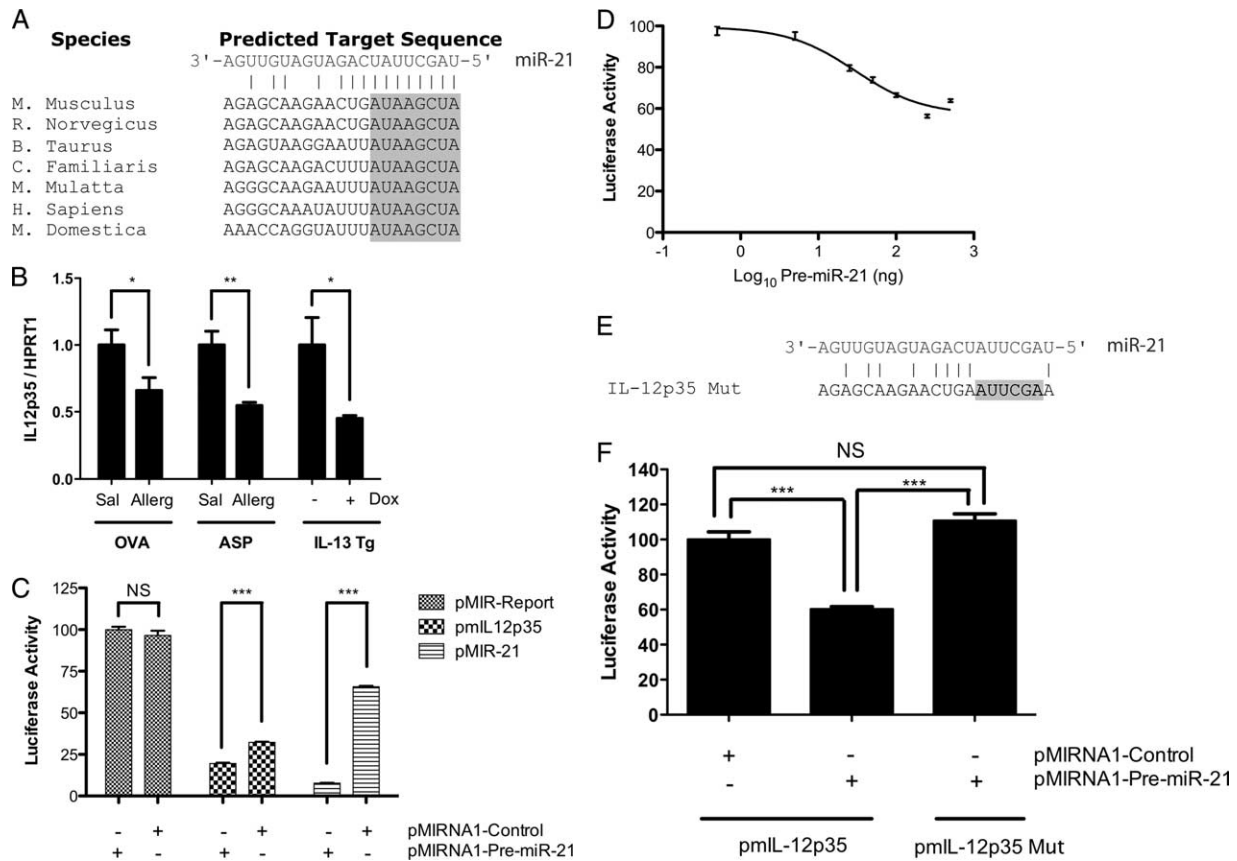 A
Species Predicted Target Sequence
3'-AGUUGUAGUAGACUAUUCGAU-5' miR-21
M. Musculus AGAGCAAGAACUGAUAAGCUA
R. Norvegicus AGAGCAAGAACUGAUAAGCUA
B. Taurus AGAGUAAGGAAUUAUAAGCUA
C. Familiaris AGAGCAAGACUUUAUAAGCUA
M. Mulatta AGGGCAAGAAUUUAUAAGCUA
H. Sapiens AGGGCAAAUAUUUAUAAGCUA
M. Domestica AAACCAGGUAUUUAUAAGCUA
B
IL12p35 / HPRT1
1.5
1.0
0.5
0.0
* ** *
Sal Allerg Sal Allerg - + Dox
OVA ASP IL-13 Tg
C
Luciferase Activity
125
100
75
50
25
0
NS *** ***
pMIR-Report
pmIL12p35
pMIR-21
- + - + - + pMIRNA1-Control
+ - + - + - pMIRNA1-Pre-miR-21
D
Luciferase Activity
100
80
60
40
20
0
-1 0 1 2 3
Log10 Pre-miR-21 (ng)
E
3'-AGUUGUAGUAGACUAUUCGAU-5' miR-21
IL-12p35 Mut AGAGCAAGAACUGAAUUCGAA
F
Luciferase Activity
140
120
100
80
60
40
20
0
NS
*** ***
+ - - pMIRNA1-Control
- + + pMIRNA1-Pre-miR-21
pmIL-12p35 pmIL-12p35 Mut